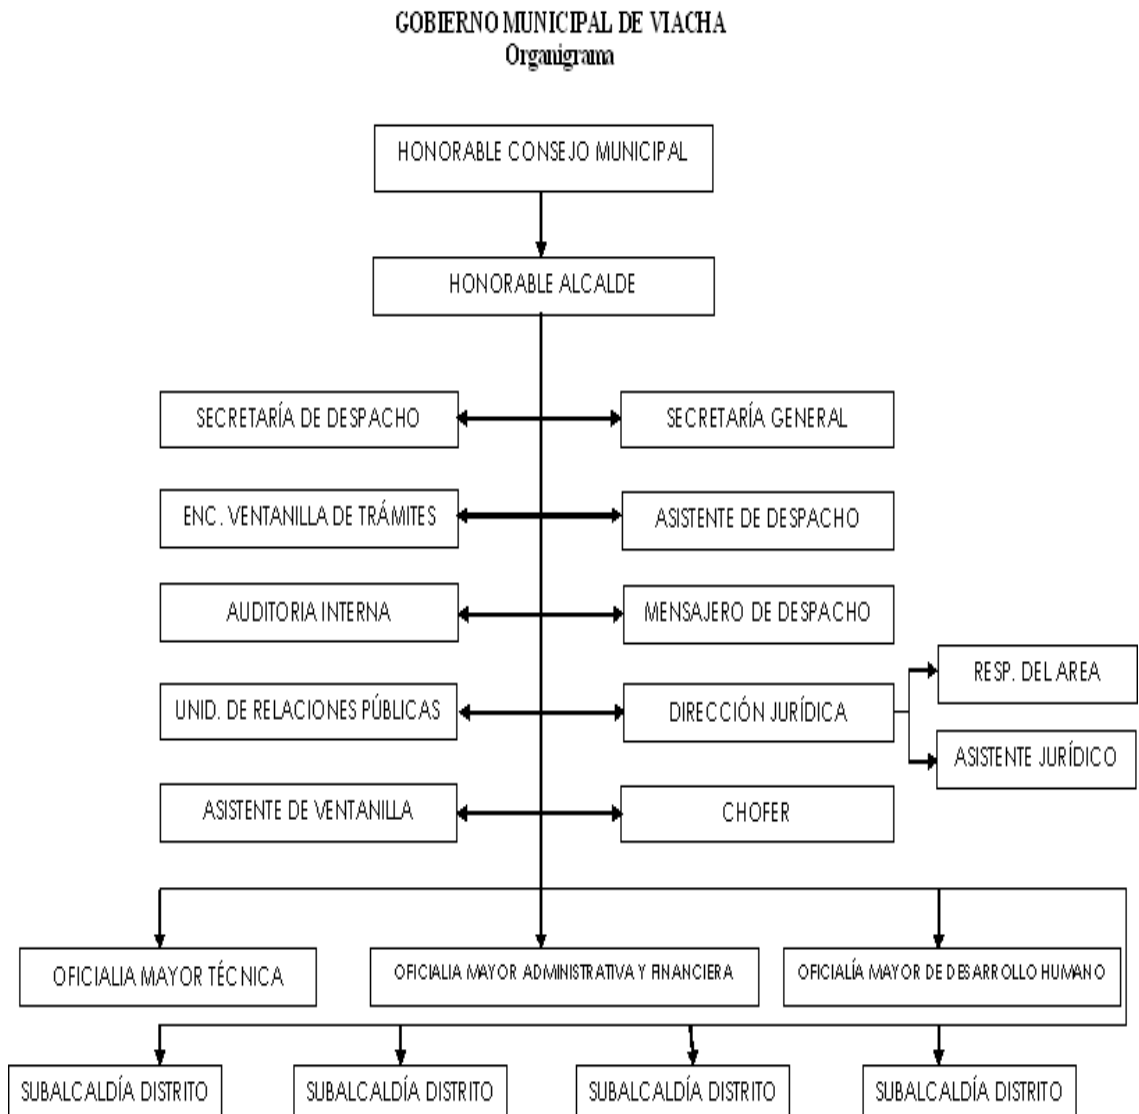 GOBIERNO MUNICIPAL DE VIACHA
Organigrama
HONORABLE CONSEJO MUNICIPAL
HONORABLE ALCALDE
SECRETARÍA DE DESPACHO
SECRETARÍA GENERAL
ENC. VENTANILLA DE TRÁMITES
ASISTENTE DE DESPACHO
AUDITORIA INTERNA
MENSAJERO DE DESPACHO
RESP. DEL AREA
UNID. DE RELACIONES PÚBLICAS
DIRECCIÓN JURÍDICA
ASISTENTE JURÍDICO
ASISTENTE DE VENTANILLA
CHOFER
OFICIALIA MAYOR TÉCNICA
OFICIALIA MAYOR ADMINISTRATIVA Y FINANCIERA
OFICIALÍA MAYOR DE DESARROLLO HUMANO
SUBALCALDÍA DISTRITO
SUBALCALDÍA DISTRITO
SUBALCALDÍA DISTRITO
SUBALCALDÍA DISTRITO